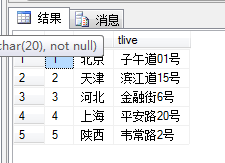 结果 消息
char(20), not null)
tlive
1 1 北京 子午道01号
2 2 天津 滨江道15号
3 3 河北 金融街6号
4 4 上海 平安路20号
5 5 陕西 韦常路2号